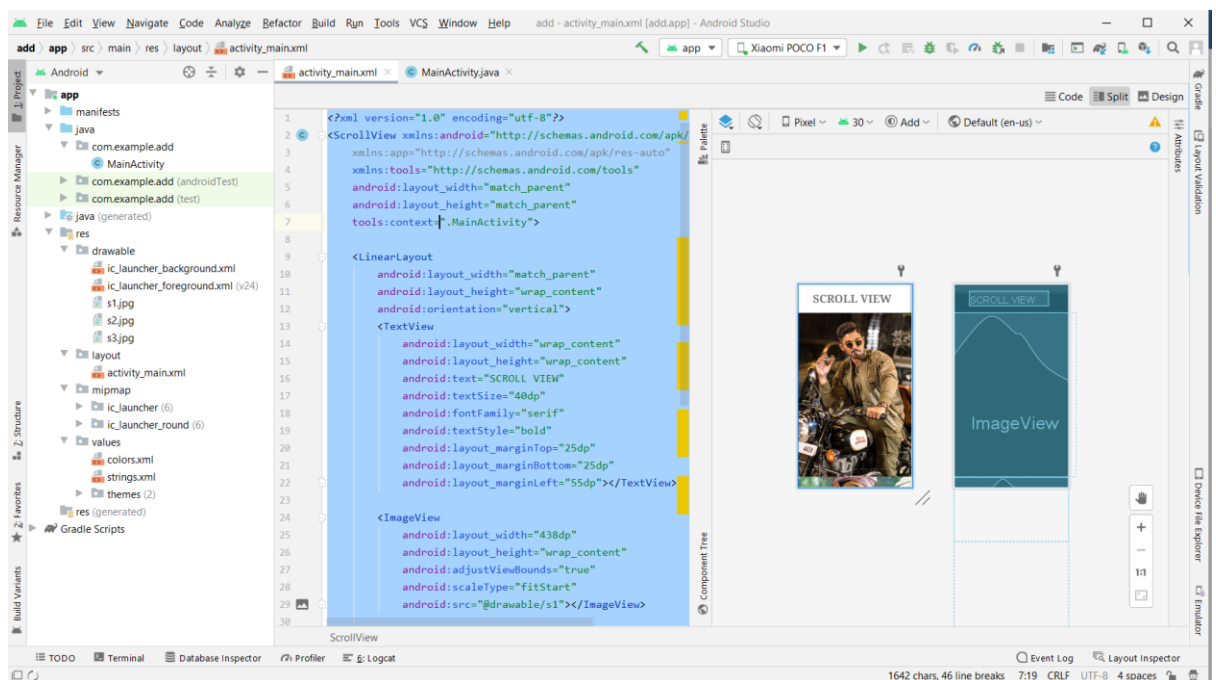 File Edit View Navigate Code Analyze Refactor Build Run Tools VCS Window Help add - activity_main.xml [add.app] - Android Studio
add app src main res layout activity_main.xml app Xiaomi POCO F1
Android activity_main.xml MainActivity.java
Code Split Design
app
manifests
java
com.example.add
MainActivity
com.example.add (androidTest)
com.example.add (test)
java (generated)
res
drawable
ic_launcher_background.xml
ic_launcher_foreground.xml (v24)
s1.jpg
s2.jpg
s3.jpg
layout
activity_main.xml
mipmap
ic_launcher (6)
ic_launcher_round (6)
values
colors.xml
strings.xml
themes (2)
res (generated)
Gradle Scripts
1: Project
Resource Manager
Z: Structure
2: Favorites
Build Variants
1 <?xml version="1.0" encoding="utf-8"?>
2 <ScrollView xmlns:android="http://schemas.android.com/apk/
3 xmlns:app="http://schemas.android.com/apk/res-auto"
4 xmlns:tools="http://schemas.android.com/tools"
5 android:layout_width="match_parent"
6 android:layout_height="match_parent"
7 tools:context=".MainActivity">
8
9 <LinearLayout
10 android:layout_width="match_parent"
11 android:layout_height="wrap_content"
12 android:orientation="vertical">
13 <TextView
14 android:layout_width="wrap_content"
15 android:layout_height="wrap_content"
16 android:text="SCROLL VIEW"
17 android:textSize="40dp"
18 android:fontFamily="serif"
19 android:textStyle="bold"
20 android:layout_marginTop="25dp"
21 android:layout_marginBottom="25dp"
22 android:layout_marginLeft="55dp"></TextView>
23
24 <ImageView
25 android:layout_width="438dp"
26 android:layout_height="wrap_content"
27 android:adjustViewBounds="true"
28 android:scaleType="fitStart"
29 android:src="@drawable/s1"></ImageView>
30
ScrollView
Palette
Component Tree
Pixel 30 Add Default (en-us)
SCROLL VIEW
SCROLL VIEW
ImageView
1:1
Attributes
Gradle
Layout Validation
Device File Explorer
Emulator
TODO Terminal Database Inspector Profiler 6: Logcat Event Log Layout Inspector
1642 chars, 46 line breaks 7:19 CRLF UTF-8 4 spaces